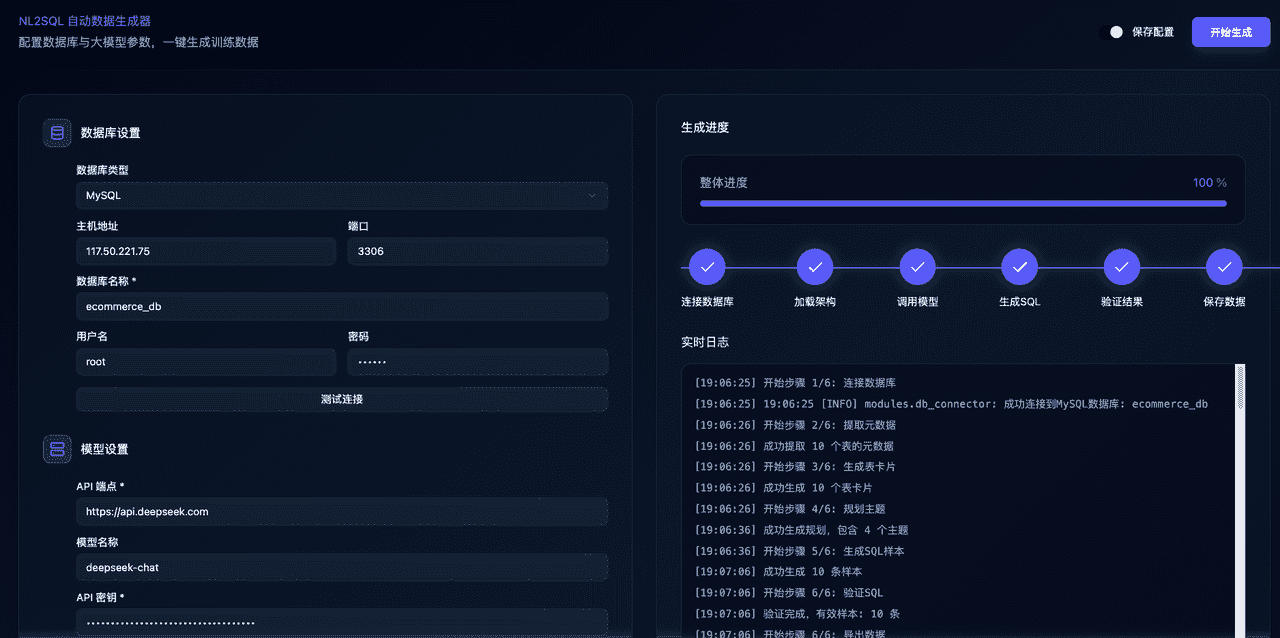 NL2SQL 自动数据生成器
配置数据库与大模型参数，一键生成训练数据
保存配置
开始生成
数据库设置
数据库类型
MySQL
主机地址
端口
117.50.221.75
3306
数据库名称 *
ecommerce_db
用户名
密码
root
••••••
测试连接
模型设置
API 端点 *
https://api.deepseek.com
模型名称
deepseek-chat
API 密钥 *
生成进度
整体进度
100 %
连接数据库
加载架构
调用模型
生成SQL
验证结果
保存数据
实时日志
[19:06:25] 开始步骤 1/6: 连接数据库
[19:06:25] 19:06:25 [INFO] modules.db_connector: 成功连接到MySQL数据库: ecommerce_db
[19:06:26] 开始步骤 2/6: 提取元数据
[19:06:26] 成功提取 10 个表的元数据
[19:06:26] 开始步骤 3/6: 生成表卡片
[19:06:26] 成功生成 10 个表卡片
[19:06:26] 开始步骤 4/6: 规划主题
[19:06:36] 成功生成规划，包含 4 个主题
[19:06:36] 开始步骤 5/6: 生成SQL样本
[19:07:06] 成功生成 10 条样本
[19:07:06] 开始步骤 6/6: 验证SQL
[19:07:06] 验证完成，有效样本: 10 条
[19:07:06] 开始步骤 6/6: 导出数据